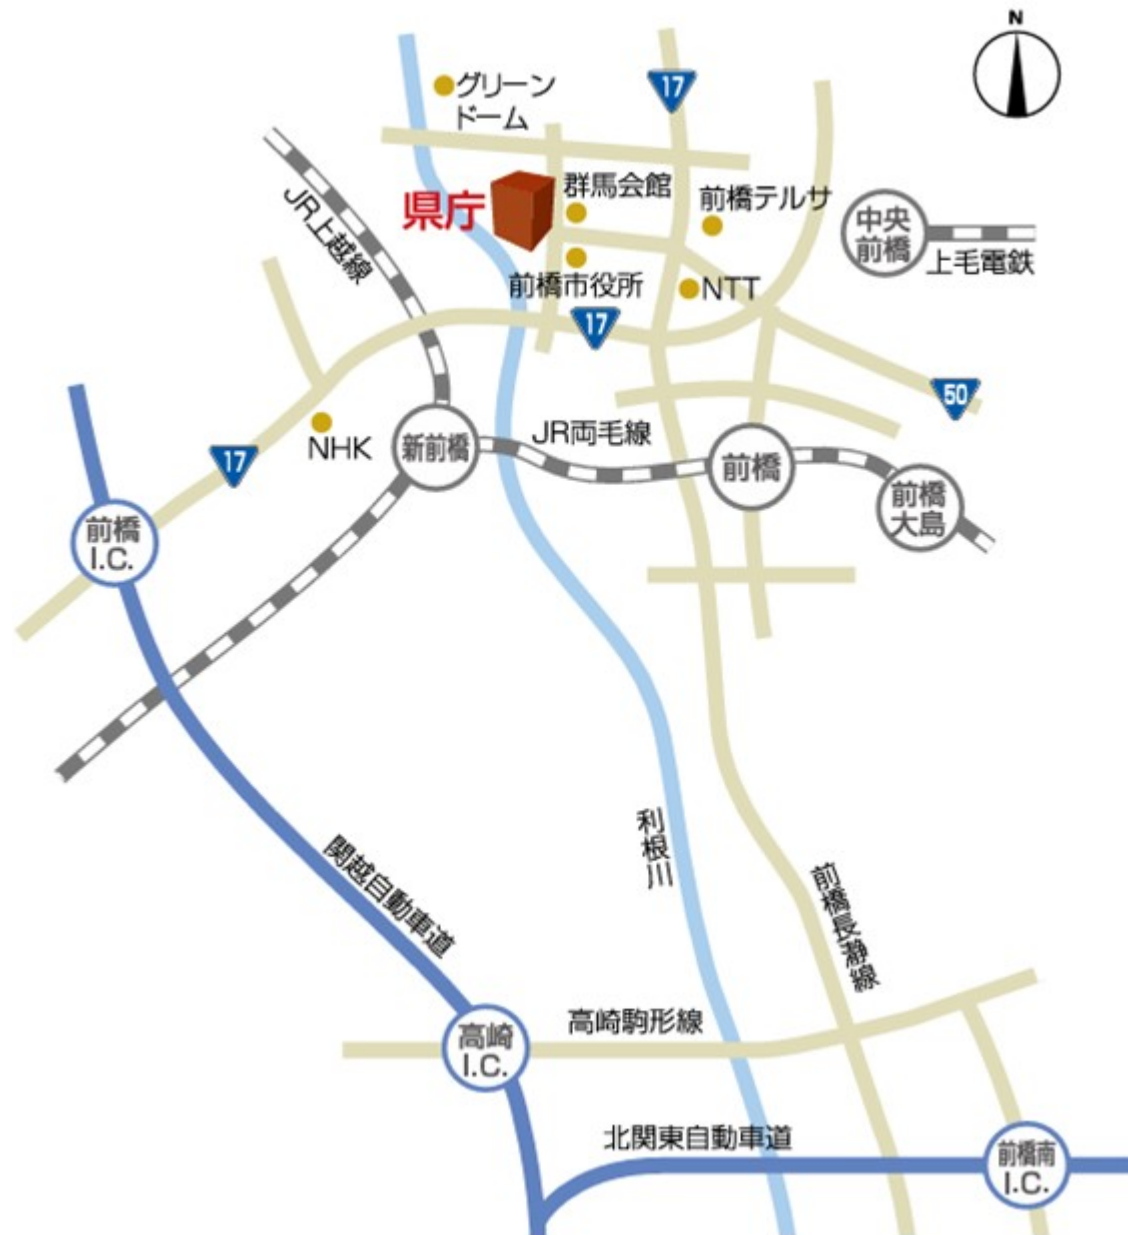 N
グリーン
ドーム
17
JR上越線
県庁
群馬会館
前橋テルサ
中央
前橋
上毛電鉄
前橋市役所
NTT
17
50
NHK
新前橋
JR両毛線
前橋
17
前橋
大島
前橋
I.C.
利根川
関越自動車道
前橋長瀞線
高崎駒形線
高崎
I.C.
北関東自動車道
前橋南
I.C.